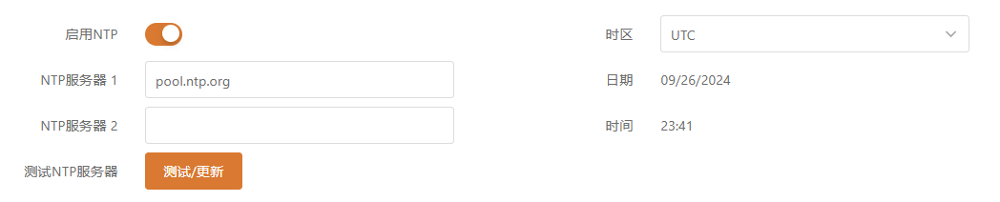 启用NTP
时区
UTC
NTP服务器 1
pool.ntp.org
日期
09/26/2024
NTP服务器 2
时间
23:41
测试NTP服务器
测试/更新